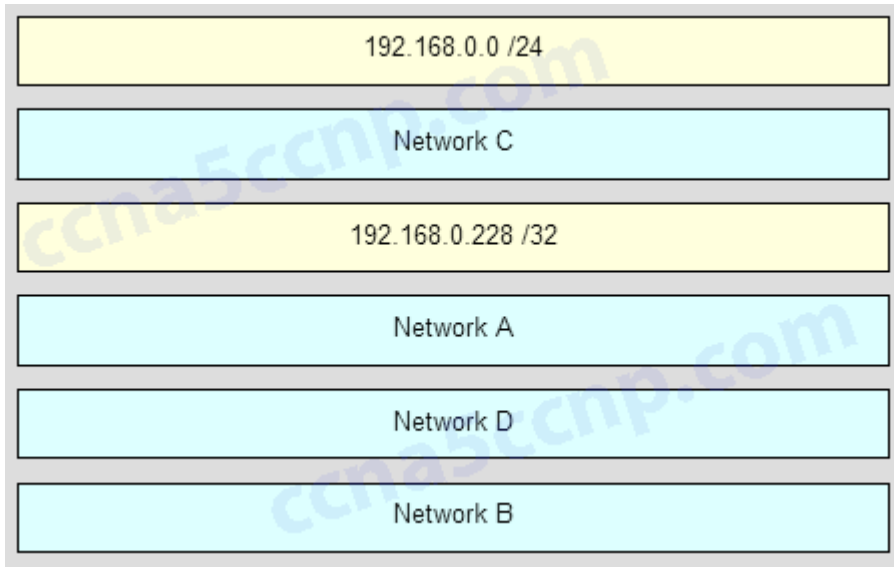 192.168.0.0 /24
Network C
192.168.0.228 /32
Network A
Network D
Network B
ccna5ccnp.com
ccna5ccnp.com